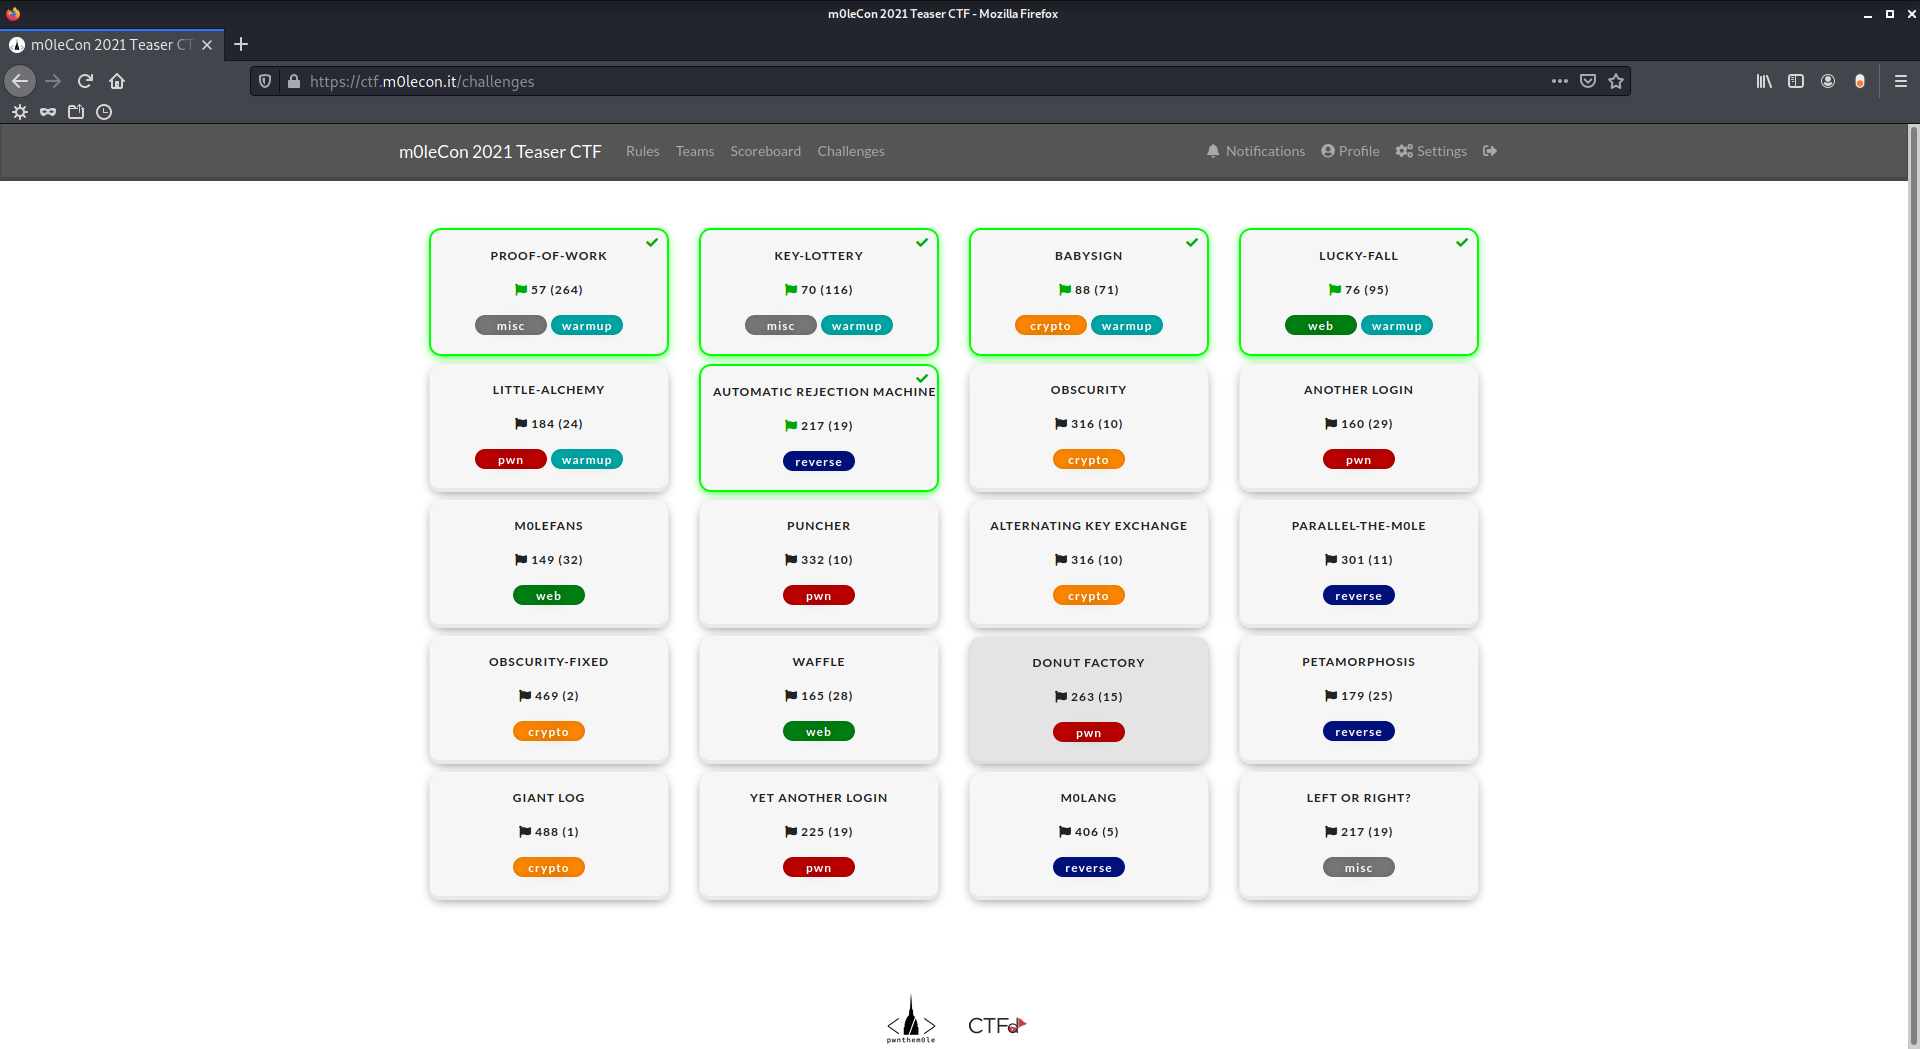 m0leCon 2021 Teaser CTF - Mozilla Firefox
m0leCon 2021 Teaser CT
https://ctf.m0lecon.it/challenges
m0leCon 2021 Teaser CTF Rules Teams Scoreboard Challenges Notifications Profile Settings
PROOF-OF-WORK KEY-LOTTERY BABYSIGN LUCKY-FALL
57 (264) 70 (116) 88 (71) 76 (95)
misc warmup misc warmup crypto warmup web warmup
LITTLE-ALCHEMY AUTOMATIC REJECTION MACHINE OBSCURITY ANOTHER LOGIN
184 (24) 217 (19) 316 (10) 160 (29)
pwn warmup reverse crypto pwn
M0LEFANS PUNCHER ALTERNATING KEY EXCHANGE PARALLEL-THE-M0LE
149 (32) 332 (10) 316 (10) 301 (11)
web pwn crypto reverse
OBSCURITY-FIXED WAFFLE DONUT FACTORY PETAMORPHOSIS
469 (2) 165 (28) 263 (15) 179 (25)
crypto web pwn reverse
GIANT LOG YET ANOTHER LOGIN M0LANG LEFT OR RIGHT?
488 (1) 225 (19) 406 (5) 217 (19)
crypto pwn reverse misc
pwnthem0le CTFd